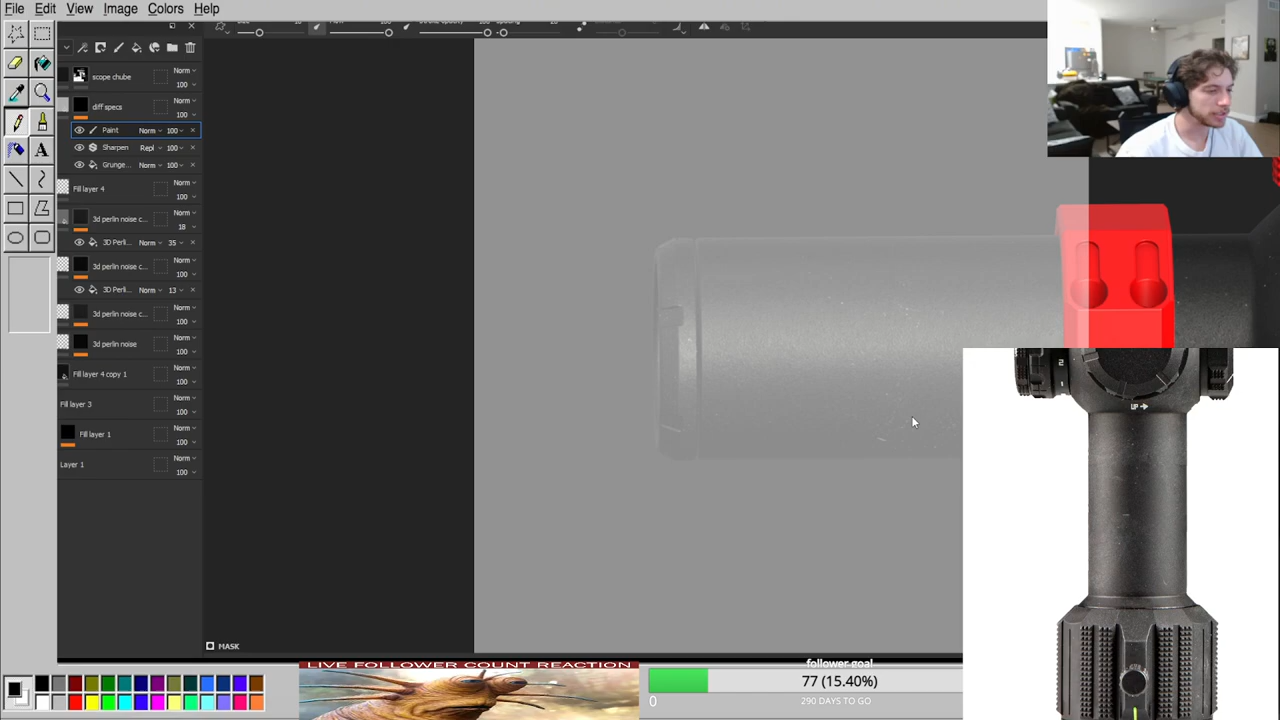 File Edit View Image Colors Help
scope chube Norm 100
diff specs Norm 100
Paint Norm 100
Sharpen Repl 100
Grunge... Norm 100
Fill layer 4 Norm 100
3d perlin noise c... Norm 18
3D Perli... Norm 35
3d perlin noise c... Norm 100
3D Perli... Norm 13
3d perlin noise c... Norm 100
3d perlin noise Norm 100
Fill layer 4 copy 1 Norm 100
Fill layer 3 Norm 100
Fill layer 1 Norm 100
Layer 1 Norm 100
MASK
2
1
UP
LIVE FOLLOWER COUNT REACTION
follower goal
77 (15.40%)
0
290 DAYS TO GO